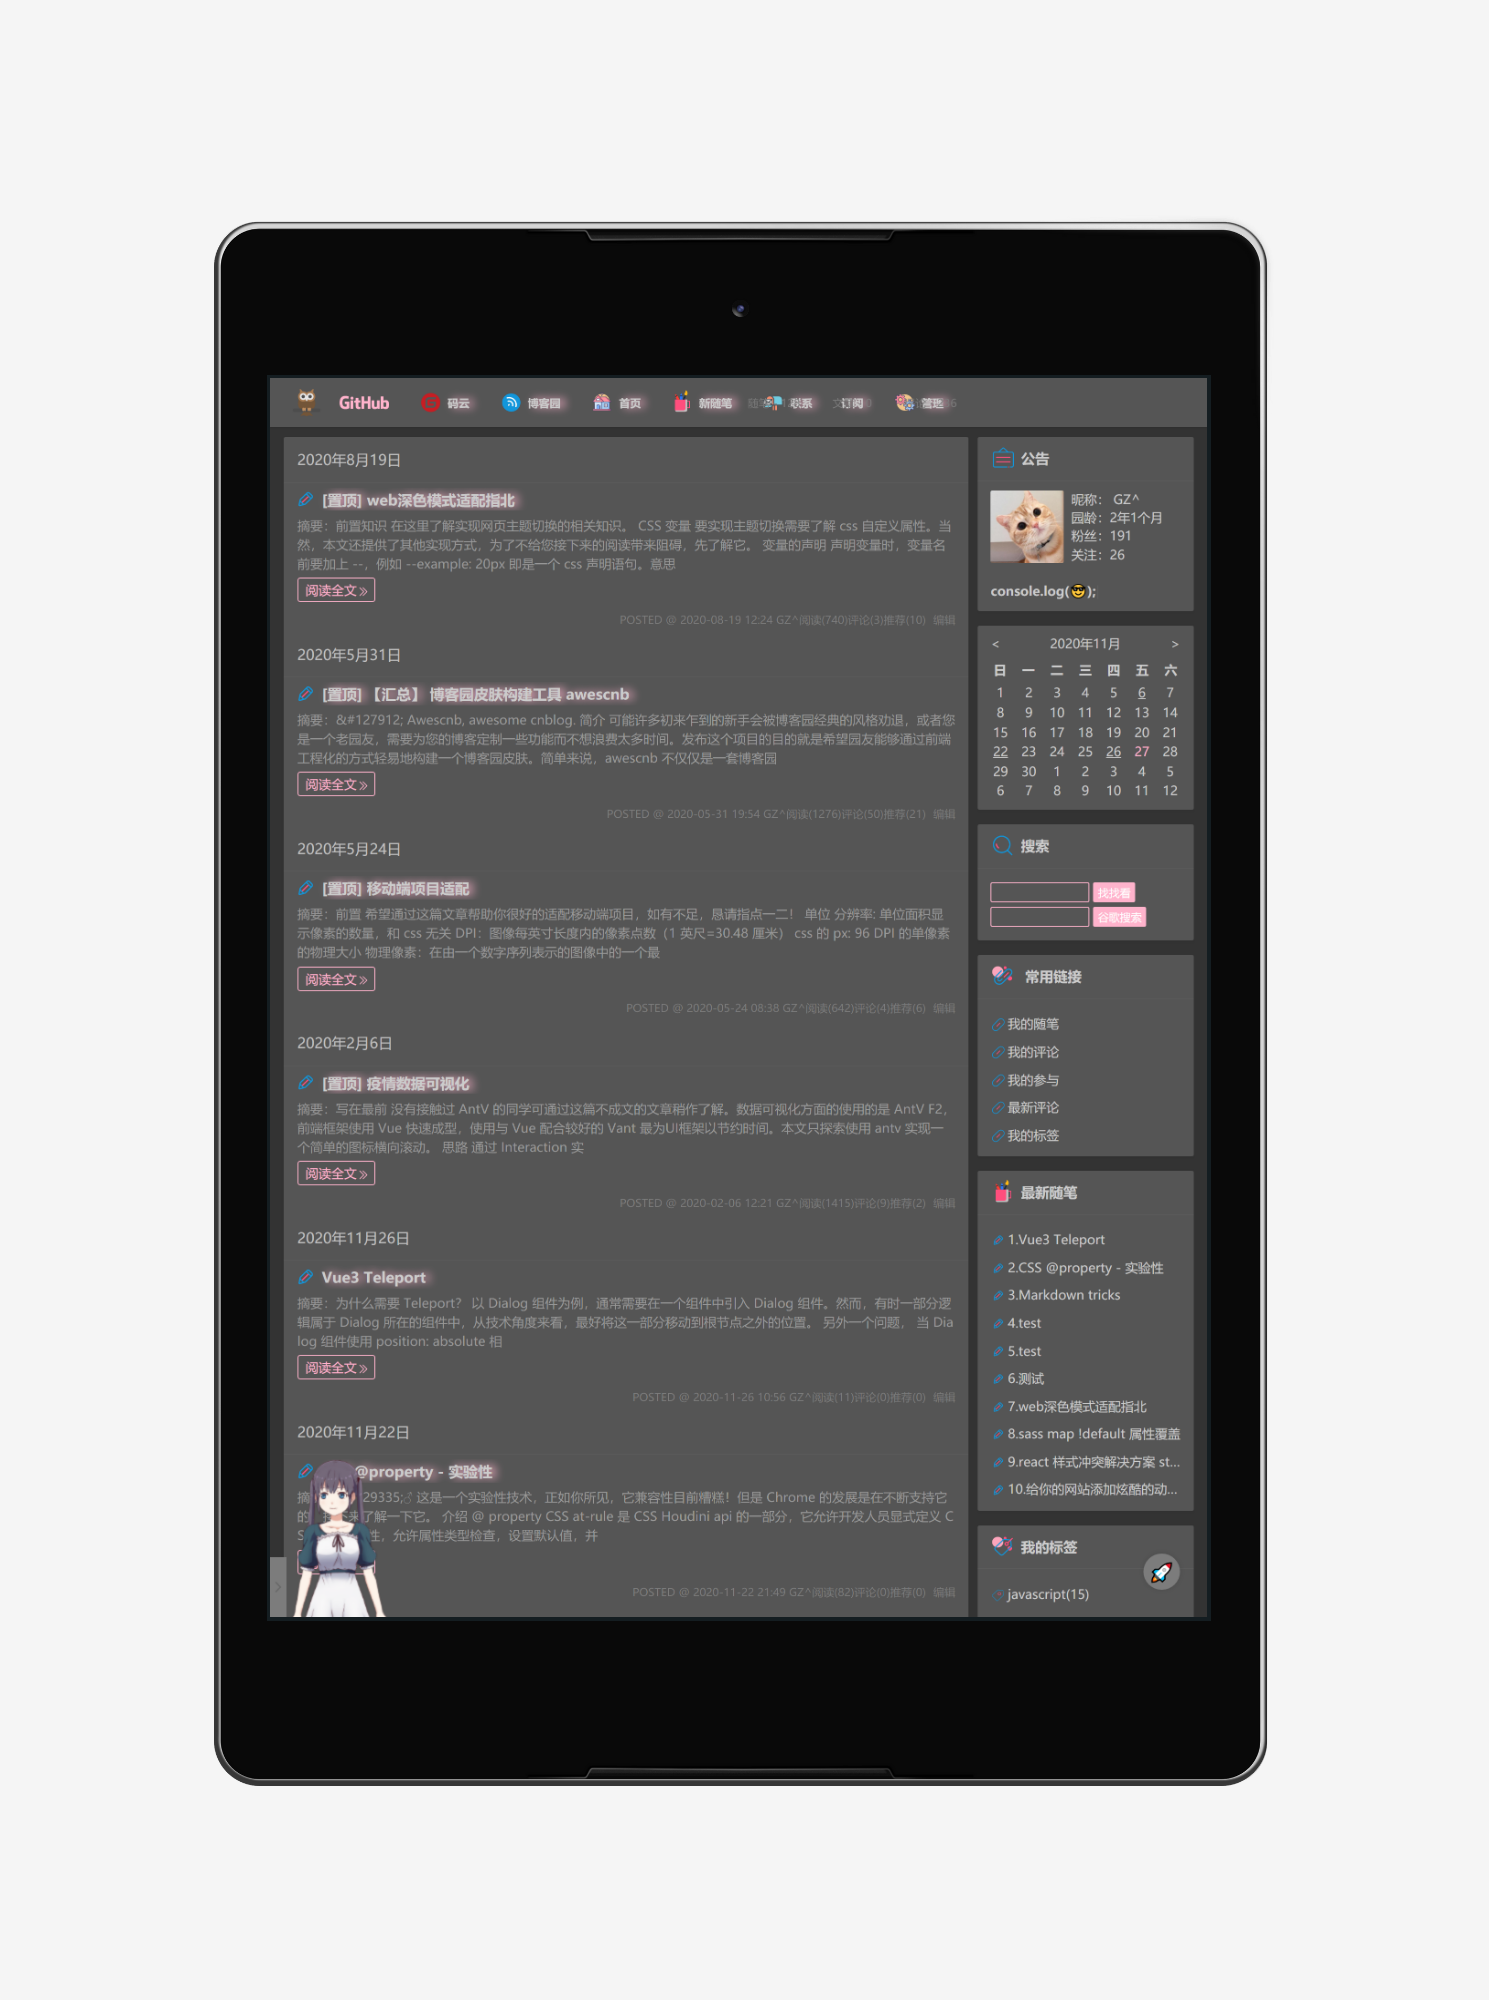 GitHub 码云 博客园 首页 新随笔 联系 订阅 管理
2020年8月19日
[置顶] web深色模式适配指北
摘要：前置知识 在这里了解实现网页主题切换的相关知识。 CSS 变量 要实现主题切换需要了解 css 自定义属性。当
然，本文还提供了其他实现方式，为了不给您接下来的阅读带来阻碍，先了解它。 变量的声明 声明变量时，变量名
前要加上 --，例如 --example: 20px 即是一个 css 声明语句。意思
阅读全文 »
POSTED @ 2020-08-19 12:24 GZ^阅读(740)评论(3)推荐(10) 编辑
2020年5月31日
[置顶] 【汇总】 博客园皮肤构建工具 awescnb
摘要：&#127912; Awescnb, awesome cnblog. 简介 可能许多初来乍到的新手会被博客园经典的风格劝退，或者您
是一个老园友，需要为您的博客定制一些功能而不想浪费太多时间。发布这个项目的目的就是希望园友能够通过前端
工程化的方式轻易地构建一个博客园皮肤。简单来说，awescnb 不仅仅是一套博客园
阅读全文 »
POSTED @ 2020-05-31 19:54 GZ^阅读(1276)评论(50)推荐(21) 编辑
2020年5月24日
[置顶] 移动端项目适配
摘要：前置 希望通过这篇文章帮助你很好的适配移动端项目，如有不足，恳请指点一二！ 单位 分辨率: 单位面积显
示像素的数量，和 css 无关 DPI：图像每英寸长度内的像素点数（1 英尺=30.48 厘米） css 的 px: 96 DPI 的单像素
的物理大小 物理像素：在由一个数字序列表示的图像中的一个最
阅读全文 »
POSTED @ 2020-05-24 08:38 GZ^阅读(642)评论(4)推荐(6) 编辑
2020年2月6日
[置顶] 疫情数据可视化
摘要：写在最前 没有接触过 AntV 的同学可通过这篇不成文的文章稍作了解。数据可视化方面的使用的是 AntV F2，
前端框架使用 Vue 快速成型，使用与 Vue 配合较好的 Vant 最为UI框架以节约时间。本文只探索使用 antv 实现一
个简单的图标横向滚动。 思路 通过 Interaction 实
阅读全文 »
POSTED @ 2020-02-06 12:21 GZ^阅读(1415)评论(9)推荐(2) 编辑
2020年11月26日
Vue3 Teleport
摘要：为什么需要 Teleport？ 以 Dialog 组件为例，通常需要在一个组件中引入 Dialog 组件。然而，有时一部分逻
辑属于 Dialog 所在的组件中，从技术角度来看，最好将这一部分移动到根节点之外的位置。 另外一个问题， 当 Dia
log 组件使用 position: absolute 相
阅读全文 »
POSTED @ 2020-11-26 10:56 GZ^阅读(11)评论(0)推荐(0) 编辑
2020年11月22日
@property - 实验性
摘 29335; 这是一个实验性技术，正如你所见，它兼容性目前糟糕！但是 Chrome 的发展是在不断支持它
的 来了解一下它。 介绍 @ property CSS at-rule 是 CSS Houdini api 的一部分，它允许开发人员显式定义 C
S 性，允许属性类型检查，设置默认值，并
POSTED @ 2020-11-22 21:49 GZ^阅读(82)评论(0)推荐(0) 编辑
公告
昵称： GZ^
园龄：2年1个月
粉丝：191
关注：26
console.log(😎);
< 2020年11月 >
日 一 二 三 四 五 六
1 2 3 4 5 6 7
8 9 10 11 12 13 14
15 16 17 18 19 20 21
22 23 24 25 26 27 28
29 30 1 2 3 4 5
6 7 8 9 10 11 12
搜索
找找看
谷歌搜索
常用链接
我的随笔
我的评论
我的参与
最新评论
我的标签
最新随笔
1.Vue3 Teleport
2.CSS @property - 实验性
3.Markdown tricks
4.test
5.test
6.测试
7.web深色模式适配指北
8.sass map !default 属性覆盖
9.react 样式冲突解决方案 st...
10.给你的网站添加炫酷的动...
我的标签
javascript(15)